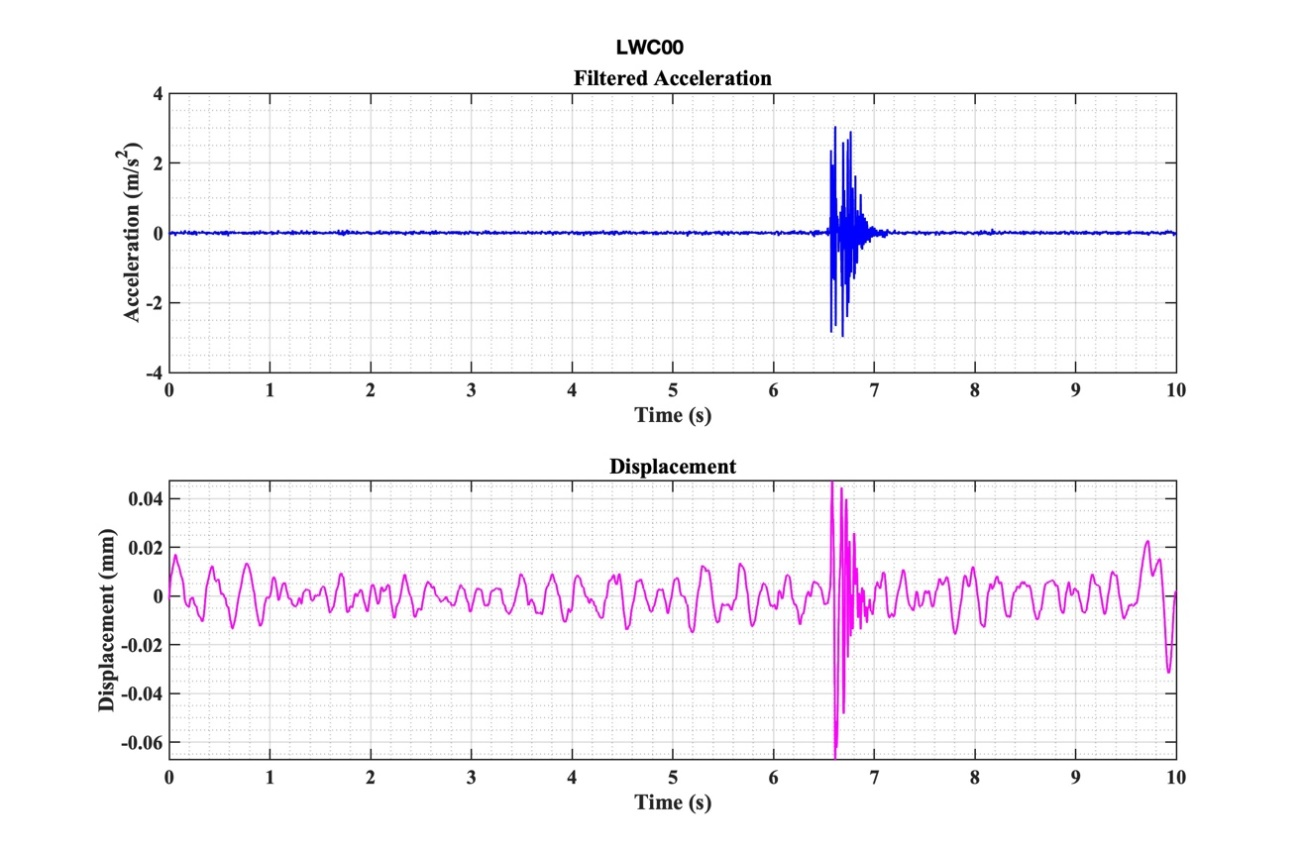 LWC00
Filtered Acceleration
4
2
0
-2
-4
Acceleration (m/s²)
0 1 2 3 4 5 6 7 8 9 10
Time (s)
Displacement
0.04
0.02
0
-0.02
-0.04
-0.06
Displacement (mm)
0 1 2 3 4 5 6 7 8 9 10
Time (s)